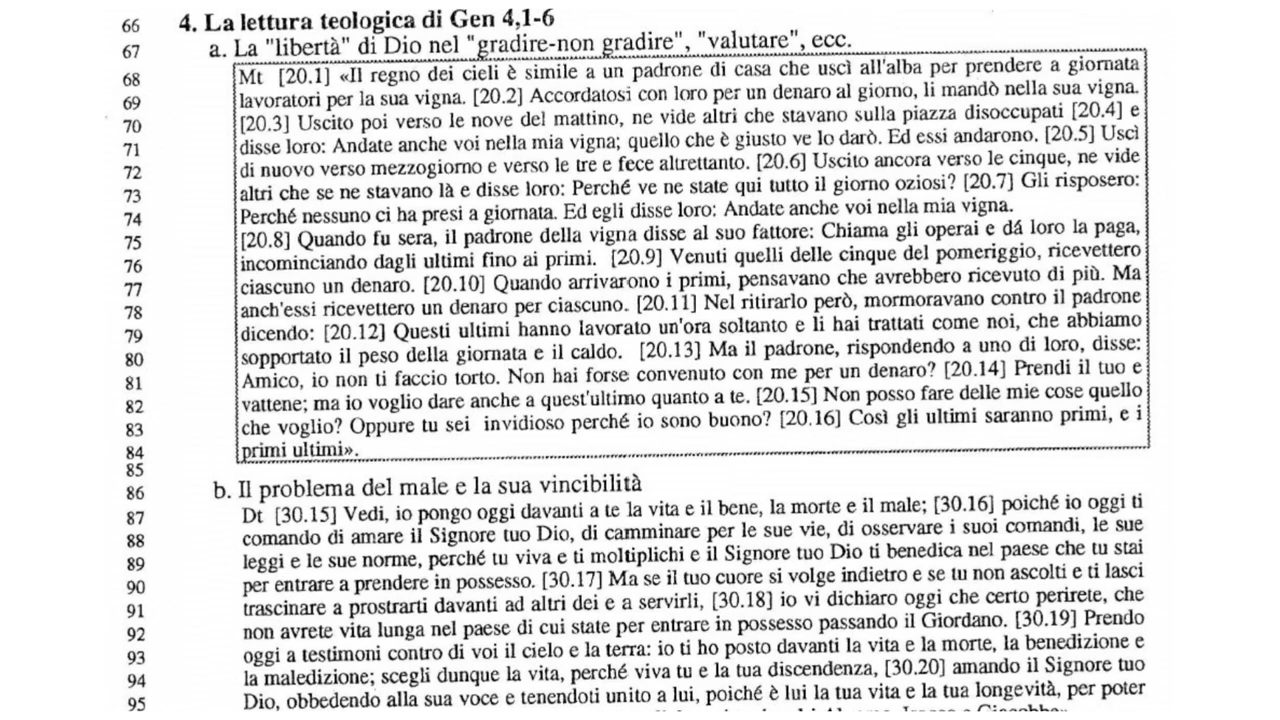 66 4. La lettura teologica di Gen 4,1-6
67 a. La "libertà" di Dio nel "gradire-non gradire", "valutare", ecc.
68 Mt [20.1] «Il regno dei cieli è simile a un padrone di casa che uscì all'alba per prendere a giornata
69 lavoratori per la sua vigna. [20.2] Accordatosi con loro per un denaro al giorno, li mandò nella sua vigna.
70 [20.3] Uscito poi verso le nove del mattino, ne vide altri che stavano sulla piazza disoccupati [20.4] e
71 disse loro: Andate anche voi nella mia vigna; quello che è giusto ve lo darò. Ed essi andarono. [20.5] Uscì
72 di nuovo verso mezzogiorno e verso le tre e fece altrettanto. [20.6] Uscito ancora verso le cinque, ne vide
73 altri che se ne stavano là e disse loro: Perché ve ne state qui tutto il giorno oziosi? [20.7] Gli risposero:
74 Perché nessuno ci ha presi a giornata. Ed egli disse loro: Andate anche voi nella mia vigna.
75 [20.8] Quando fu sera, il padrone della vigna disse al suo fattore: Chiama gli operai e dá loro la paga,
76 incominciando dagli ultimi fino ai primi. [20.9] Venuti quelli delle cinque del pomeriggio, ricevettero
77 ciascuno un denaro. [20.10] Quando arrivarono i primi, pensavano che avrebbero ricevuto di più. Ma
78 anch'essi ricevettero un denaro per ciascuno. [20.11] Nel ritirarlo però, mormoravano contro il padrone
79 dicendo: [20.12] Questi ultimi hanno lavorato un'ora soltanto e li hai trattati come noi, che abbiamo
80 sopportato il peso della giornata e il caldo. [20.13] Ma il padrone, rispondendo a uno di loro, disse:
81 Amico, io non ti faccio torto. Non hai forse convenuto con me per un denaro? [20.14] Prendi il tuo e
82 vattene; ma io voglio dare anche a quest'ultimo quanto a te. [20.15] Non posso fare delle mie cose quello
83 che voglio? Oppure tu sei invidioso perché io sono buono? [20.16] Così gli ultimi saranno primi, e i
84 primi ultimi».
85
86 b. Il problema del male e la sua vincibilità
87 Dt [30.15] Vedi, io pongo oggi davanti a te la vita e il bene, la morte e il male; [30.16] poiché io oggi ti
88 comando di amare il Signore tuo Dio, di camminare per le sue vie, di osservare i suoi comandi, le sue
89 leggi e le sue norme, perché tu viva e ti moltiplichi e il Signore tuo Dio ti benedica nel paese che tu stai
90 per entrare a prendere in possesso. [30.17] Ma se il tuo cuore si volge indietro e se tu non ascolti e ti lasci
91 trascinare a prostrarti davanti ad altri dei e a servirli, [30.18] io vi dichiaro oggi che certo perirete, che
92 non avrete vita lunga nel paese di cui state per entrare in possesso passando il Giordano. [30.19] Prendo
93 oggi a testimoni contro di voi il cielo e la terra: io ti ho posto davanti la vita e la morte, la benedizione e
94 la maledizione; scegli dunque la vita, perché viva tu e la tua discendenza, [30.20] amando il Signore tuo
95 Dio, obbedendo alla sua voce e tenendoti unito a lui, poiché è lui la tua vita e la tua longevità, per poter